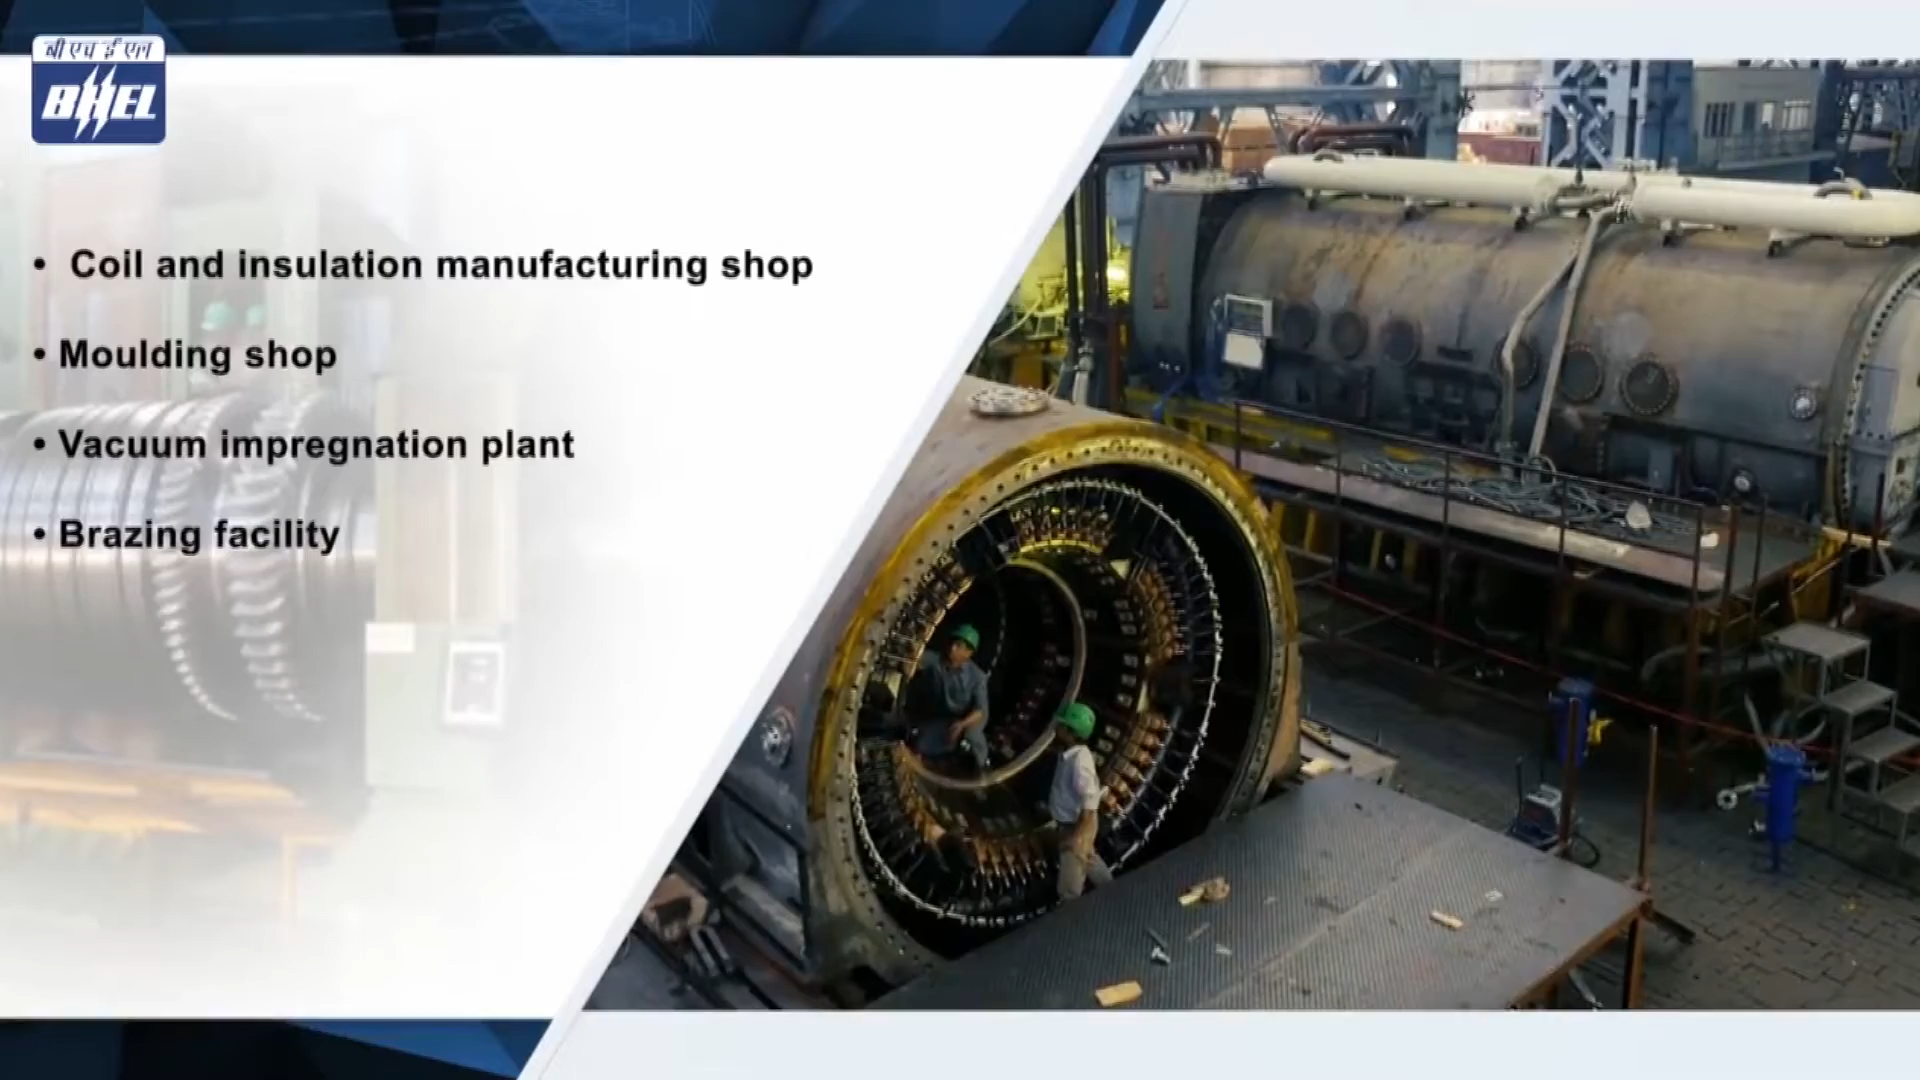 बी एच ई एल
BHEL
• Coil and insulation manufacturing shop
• Moulding shop
• Vacuum impregnation plant
• Brazing facility